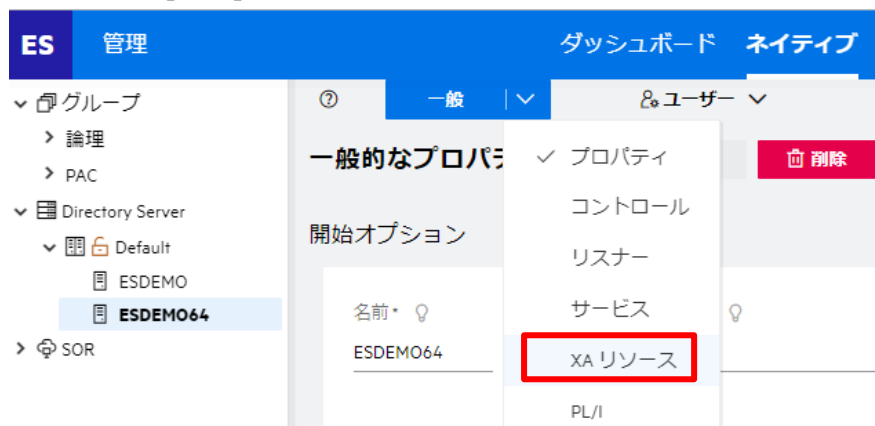 ES 管理 ダッシュボード ネイティブ
グループ
論理
PAC
Directory Server
Default
ESDEMO
ESDEMO64
SOR
一般 ユーザー
一般的なプロパテ
削除
開始オプション
名前*
ESDEMO64
プロパティ
コントロール
リスナー
サービス
XA リソース
PL/I